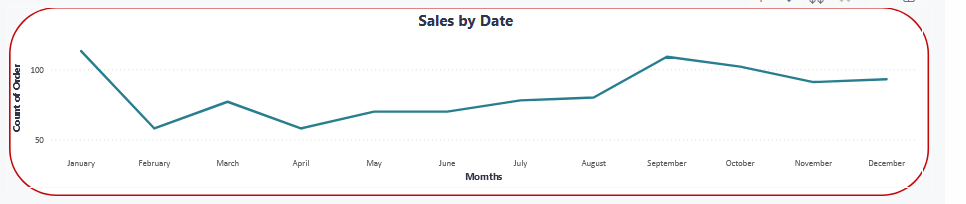 Sales by Date
Count of Order
100
50
January February March April May June July August September October November December
Momths